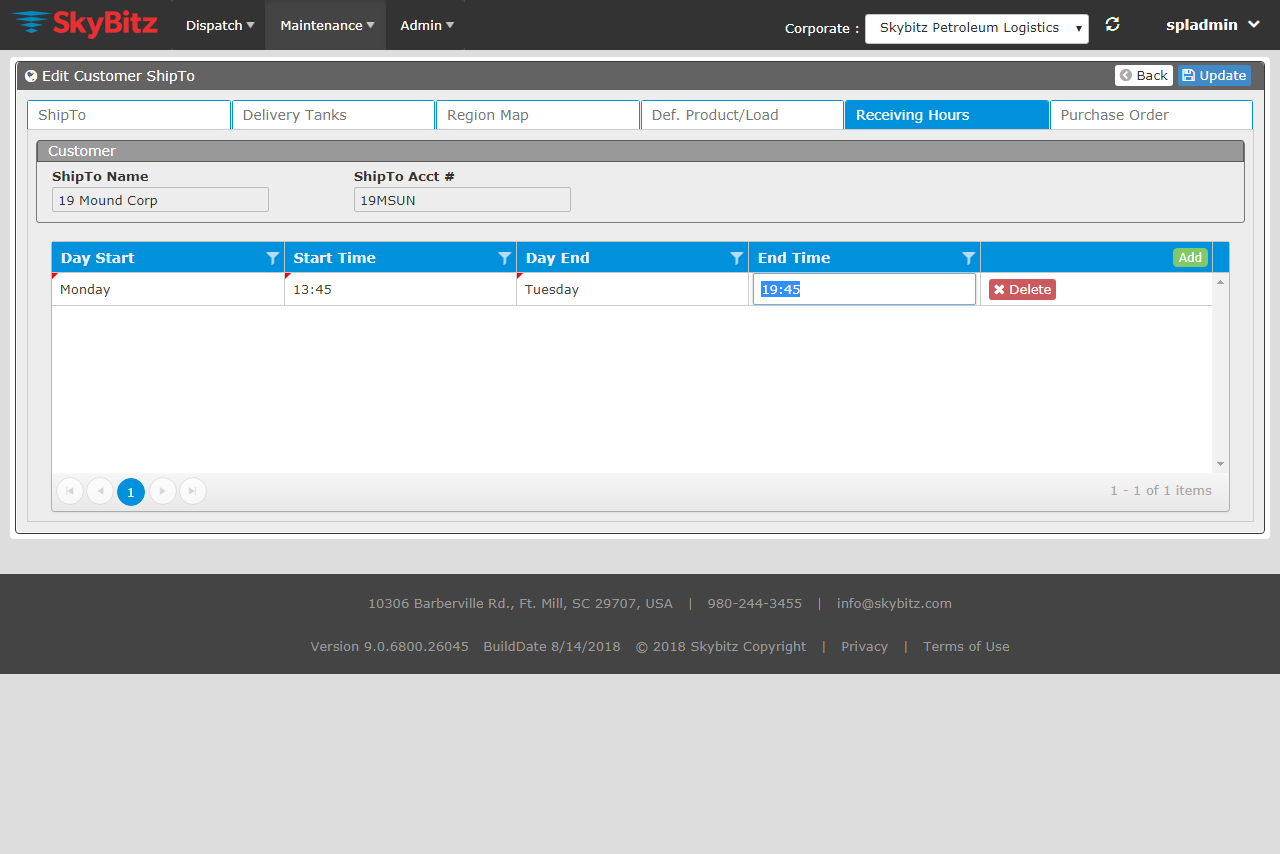 SkyBitz Dispatch Maintenance Admin Corporate : Skybitz Petroleum Logistics spladmin
Edit Customer ShipTo Back Update
ShipTo Delivery Tanks Region Map Def. Product/Load Receiving Hours Purchase Order
Customer
ShipTo Name ShipTo Acct #
19 Mound Corp 19MSUN
Day Start Start Time Day End End Time Add
Monday 13:45 Tuesday 19:45 Delete
1 1 - 1 of 1 items
10306 Barberville Rd., Ft. Mill, SC 29707, USA | 980-244-3455 | info@skybitz.com
Version 9.0.6800.26045 BuildDate 8/14/2018 © 2018 Skybitz Copyright | Privacy | Terms of Use